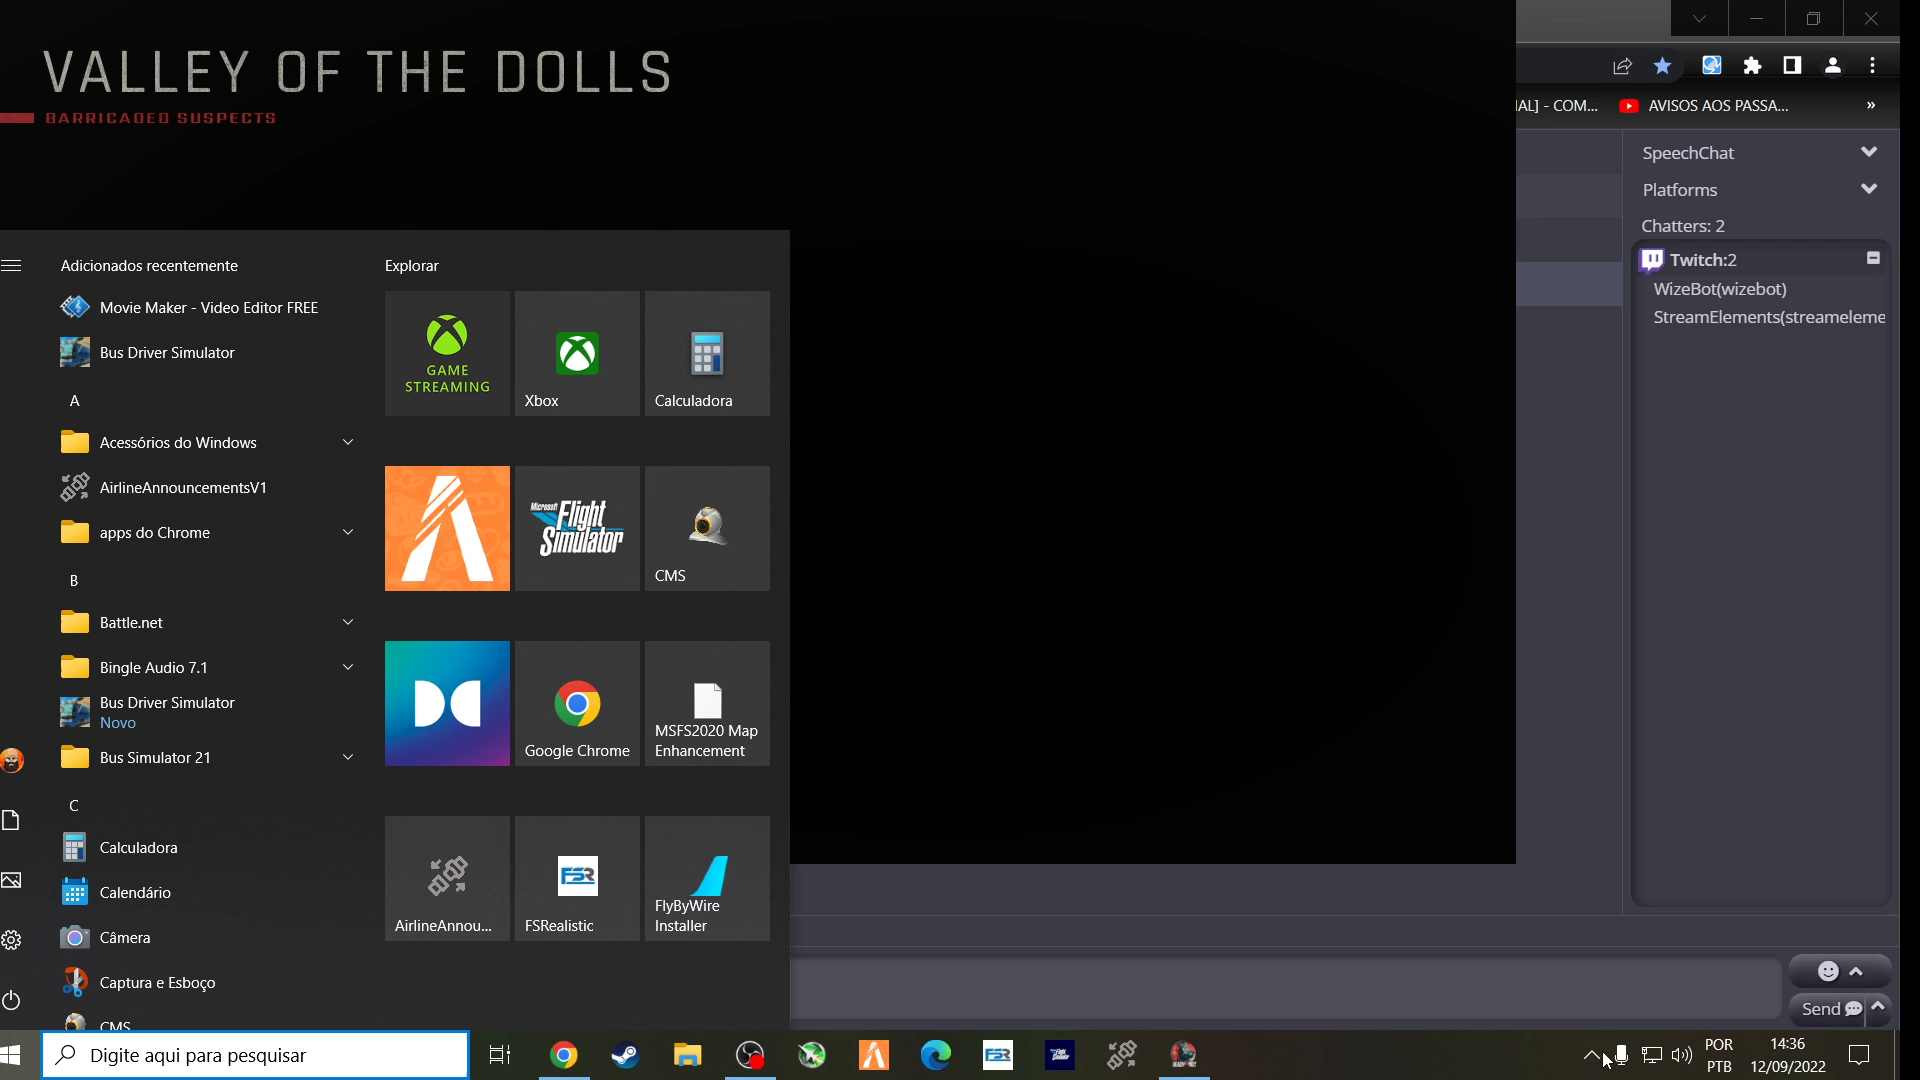 VALLEY OF THE DOLLS
BARRICADED SUSPECTS
IAL] - COM...
AVISOS AOS PASSA...
»
SpeechChat
Platforms
Chatters: 2
Twitch:2
WizeBot(wizebot)
StreamElements(streameleme
Adicionados recentemente
Movie Maker - Video Editor FREE
Bus Driver Simulator
A
Acessórios do Windows
AirlineAnnouncementsV1
apps do Chrome
B
Battle.net
Bingle Audio 7.1
Bus Driver Simulator
Novo
Bus Simulator 21
C
Calculadora
Calendário
Câmera
Captura e Esboço
CMS
Explorar
GAME
STREAMING
Xbox
Calculadora
Microsoft
Flight
Simulator
CMS
Google Chrome
MSFS2020 Map
Enhancement
AirlineAnnou...
FSR
FSRealistic
FlyByWire
Installer
Send
Digite aqui para pesquisar
FSR
POR
PTB
14:36
12/09/2022